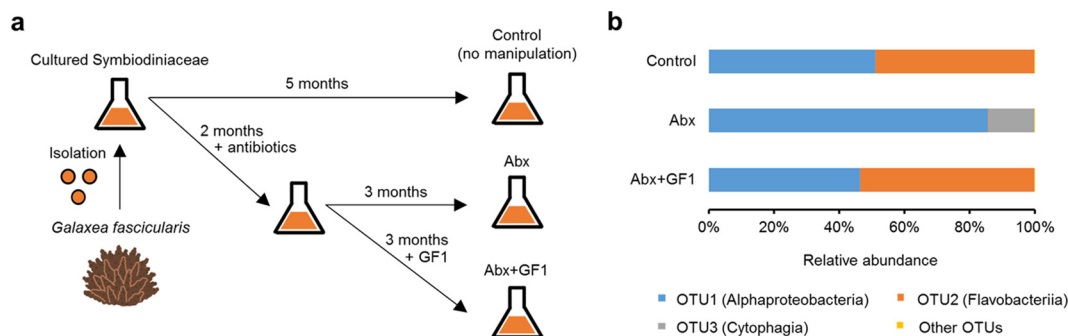 a
Cultured Symbiodiniaceae
Isolation
Galaxea fascicularis
5 months
2 months
+ antibiotics
3 months
3 months
+ GF1
Control
(no manipulation)
Abx
Abx+GF1
b
Control
Abx
Abx+GF1
0% 20% 40% 60% 80% 100%
Relative abundance
OTU1 (Alphaproteobacteria) OTU2 (Flavobacteriia)
OTU3 (Cytophagia) Other OTUs